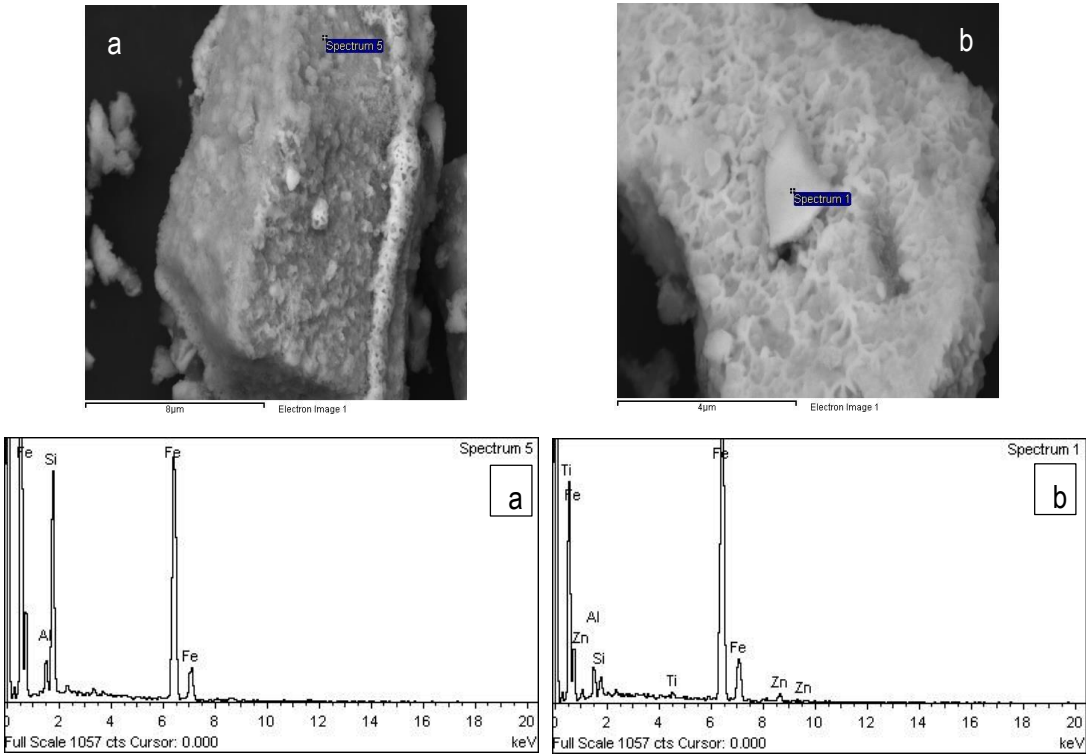 a
Spectrum 5
8µm Electron Image 1
b
Spectrum 1
4µm Electron Image 1
Spectrum 5
a
Fe
Si
Al
Fe
Fe
0 2 4 6 8 10 12 14 16 18 20
Full Scale 1057 cts Cursor: 0.000 keV
Spectrum 1
b
Ti
Fe
Zn
Al
Si
Ti
Fe
Fe
Zn
Zn
0 2 4 6 8 10 12 14 16 18 20
Full Scale 1057 cts Cursor: 0.000 keV